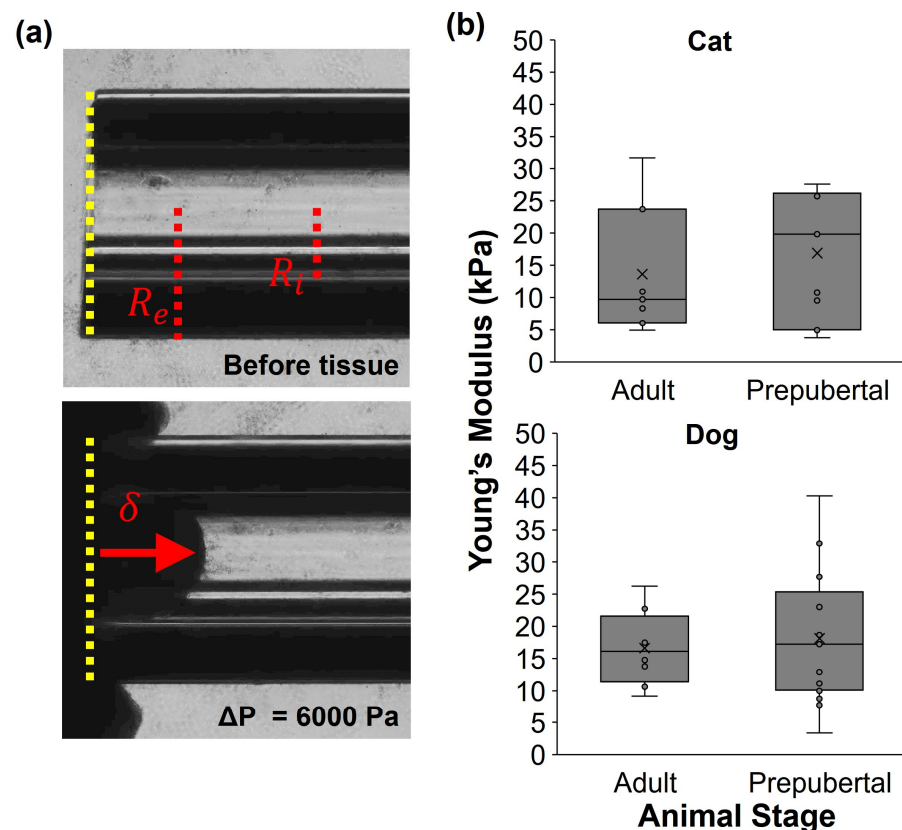 (a)
R_e
R_i
Before tissue
δ
ΔP = 6000 Pa
(b)
Young's Modulus (kPa)
Cat
50
45
40
35
30
25
20
15
10
5
0
Adult Prepubertal
Dog
50
45
40
35
30
25
20
15
10
5
0
Adult Prepubertal
Animal Stage